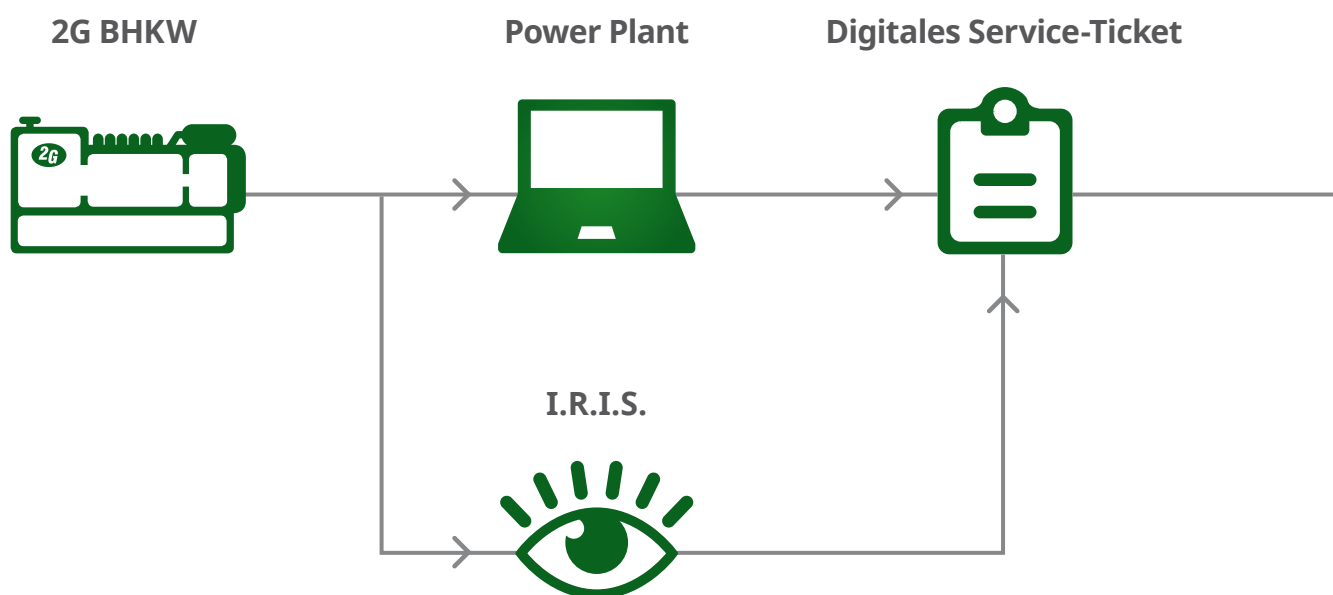 2G BHKW
Power Plant
Digitales Service-Ticket
2G
I.R.I.S.